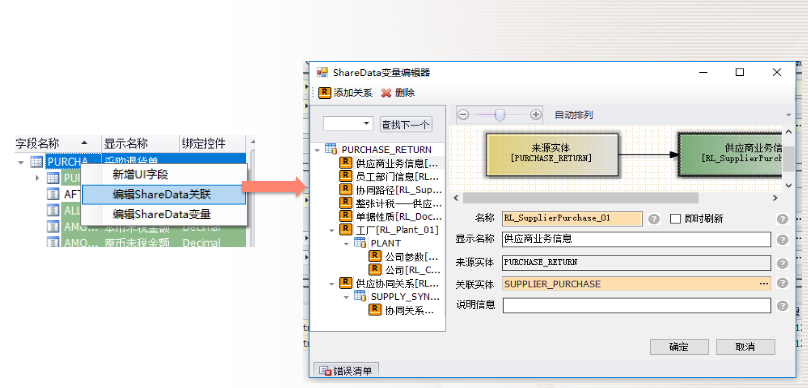 字段名称 显示名称 绑定控件
PURCHA... 采购退货单
新增UI字段
编辑ShareData关联
编辑ShareData变量
AMO... 本币未税金额 Decimal
AMO... 原币未税金额 Decimal
ShareData变量编辑器
添加关系 删除
查找下一个
PURCHASE_RETURN
供应商业务信息[...
员工部门信息[RL...
协同路径[RL_Sup...
整张计税——供应...
单据性质[RL_Doc...
工厂[RL_Plant_01]
PLANT
公司参数[...
公司[RL_C...
供应协同关系[RL...
SUPPLY_SYN...
协同关系...
自动排列
来源实体
[PURCHASE_RETURN]
供应商业务信
[RL_SupplierPurch
名称 RL_SupplierPurchase_01 即时刷新
显示名称 供应商业务信息
来源实体 PURCHASE_RETURN
关联实体 SUPPLIER_PURCHASE ...
说明信息
确定 取消
错误清单